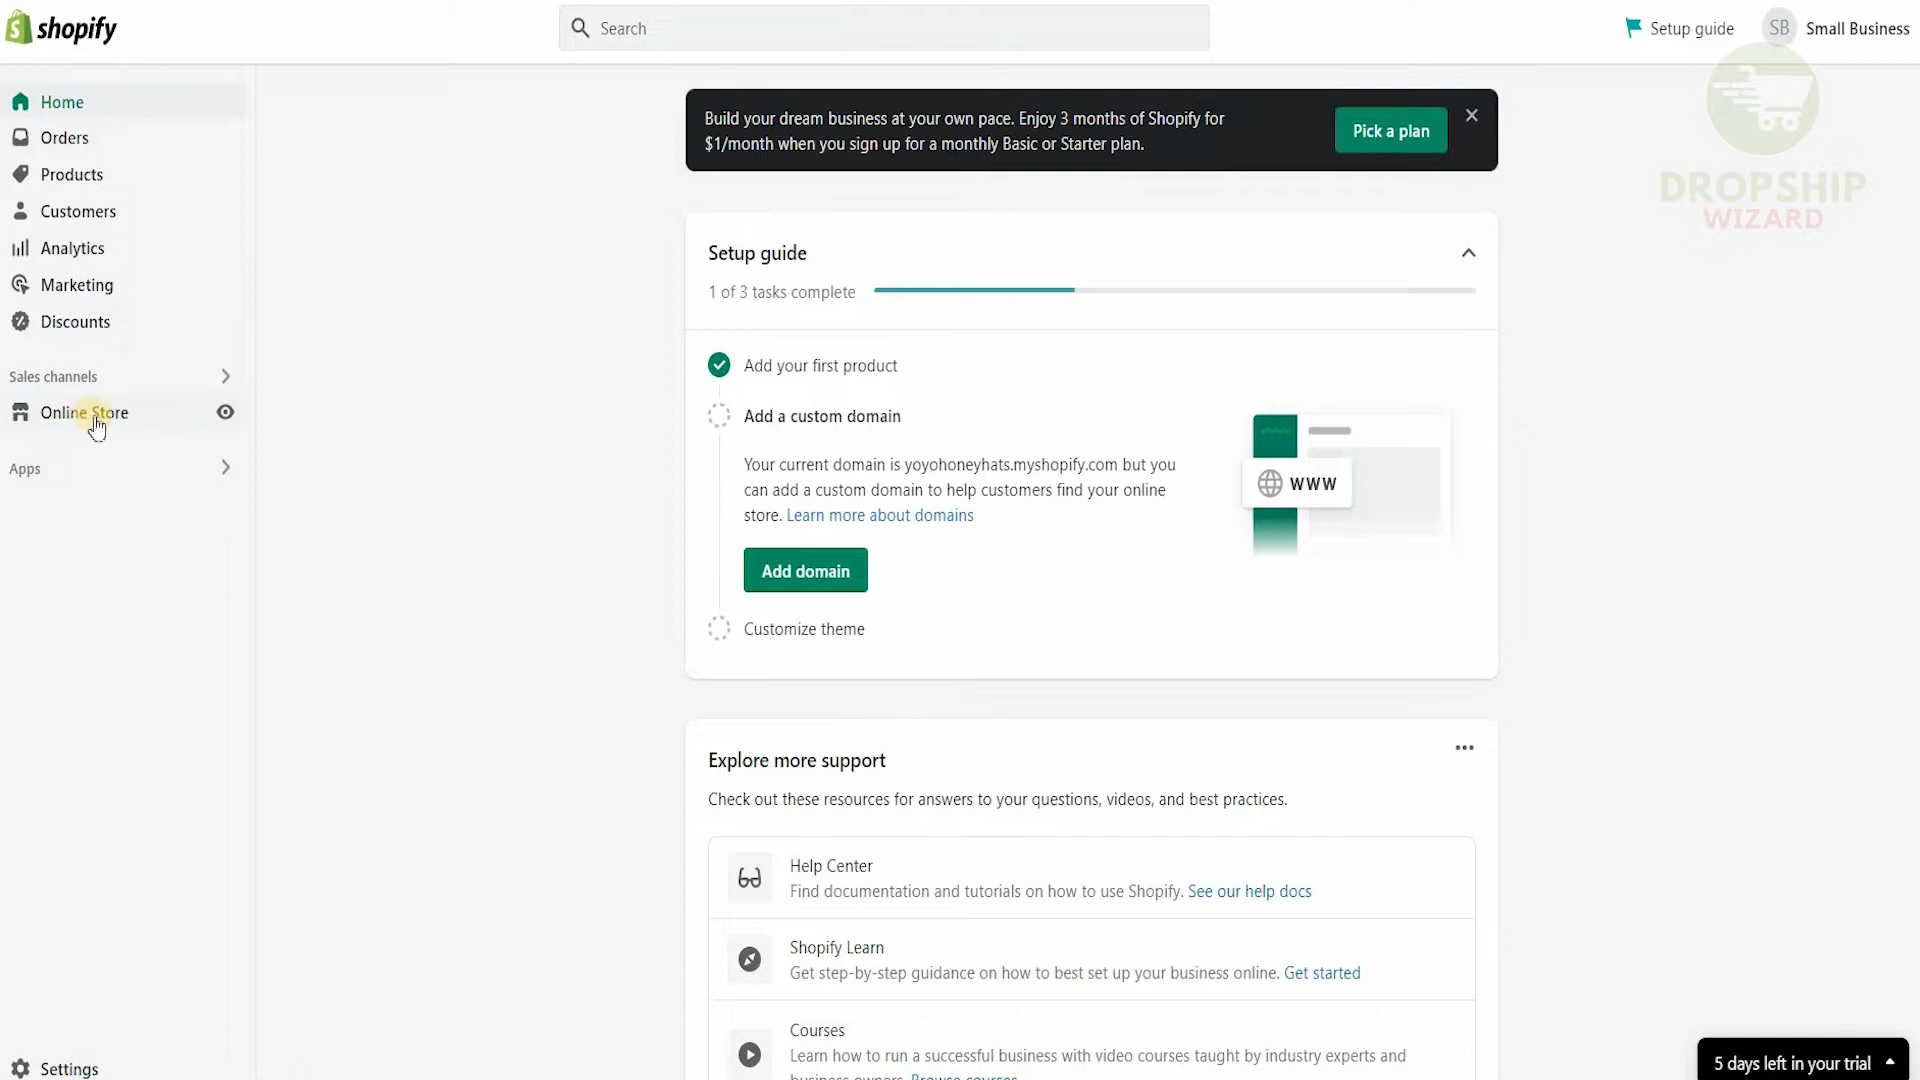 shopify
Search
Setup guide
SB
Small Business
DROPSHIP
WIZARD
Home
Orders
Products
Customers
Analytics
Marketing
Discounts
Sales channels
Online Store
Apps
Settings
Build your dream business at your own pace. Enjoy 3 months of Shopify for
$1/month when you sign up for a monthly Basic or Starter plan.
Pick a plan
Setup guide
1 of 3 tasks complete
Add your first product
Add a custom domain
Your current domain is yoyohoneyhats.myshopify.com but you
can add a custom domain to help customers find your online
store. Learn more about domains
WWW
Add domain
Customize theme
Explore more support
Check out these resources for answers to your questions, videos, and best practices.
Help Center
Find documentation and tutorials on how to use Shopify. See our help docs
Shopify Learn
Get step-by-step guidance on how to best set up your business online. Get started
Courses
Learn how to run a successful business with video courses taught by industry experts and
business owners. Browse courses
5 days left in your trial